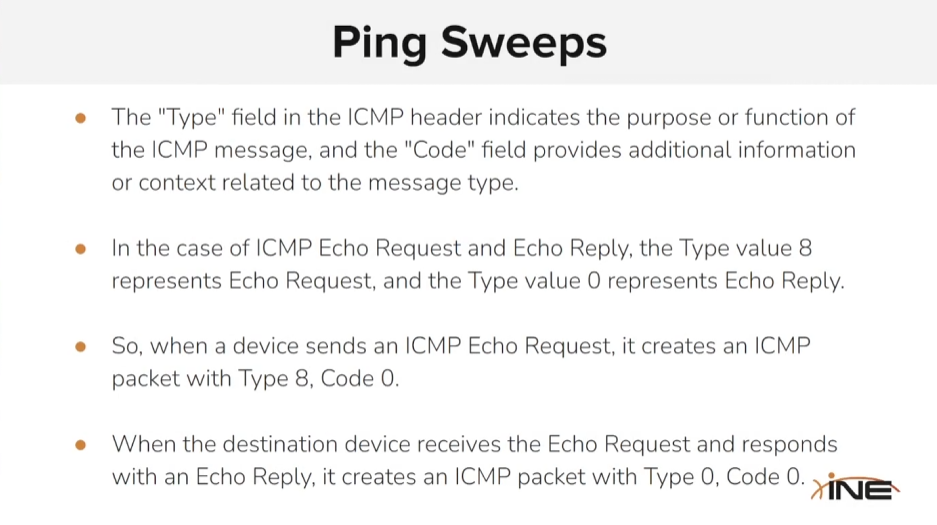 Ping Sweeps
The "Type" field in the ICMP header indicates the purpose or function of
the ICMP message, and the "Code" field provides additional information
or context related to the message type.
In the case of ICMP Echo Request and Echo Reply, the Type value 8
represents Echo Request, and the Type value 0 represents Echo Reply.
So, when a device sends an ICMP Echo Request, it creates an ICMP
packet with Type 8, Code 0.
When the destination device receives the Echo Request and responds
with an Echo Reply, it creates an ICMP packet with Type 0, Code 0.
INE